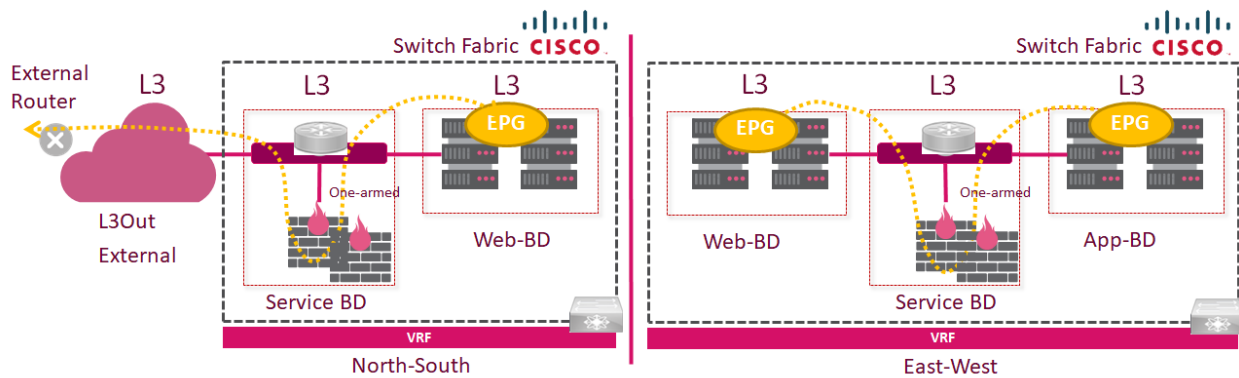 Switch Fabric CISCO
External
Router
L3
L3
L3
EPG
One-armed
L3Out
External
Web-BD
Service BD
VRF
North-South
Switch Fabric CISCO
L3
L3
L3
EPG
EPG
One-armed
Web-BD
App-BD
Service BD
VRF
East-West